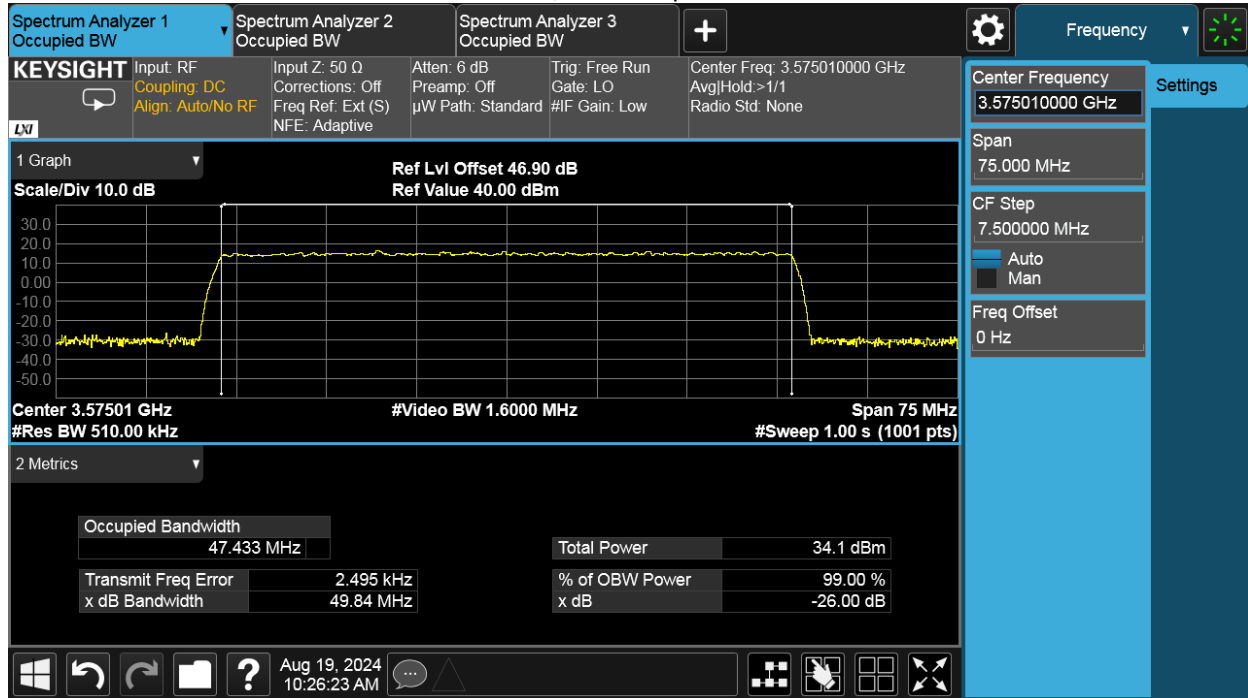 Spectrum Analyzer 1
Occupied BW
Spectrum Analyzer 2
Occupied BW
Spectrum Analyzer 3
Occupied BW
+
Frequency
KEYSIGHT
LXI
Input: RF
Coupling: DC
Align: Auto/No RF
Input Z: 50 Ω
Corrections: Off
Freq Ref: Ext (S)
NFE: Adaptive
Atten: 6 dB
Preamp: Off
µW Path: Standard
Trig: Free Run
Gate: LO
#IF Gain: Low
Center Freq: 3.575010000 GHz
Avg|Hold:>1/1
Radio Std: None
1 Graph
Scale/Div 10.0 dB
Ref Lvl Offset 46.90 dB
Ref Value 40.00 dBm
30.0
20.0
10.0
0.00
-10.0
-20.0
-30.0
-40.0
-50.0
Center 3.57501 GHz
#Res BW 510.00 kHz
#Video BW 1.6000 MHz
Span 75 MHz
#Sweep 1.00 s (1001 pts)
2 Metrics
Occupied Bandwidth
47.433 MHz
Total Power 34.1 dBm
Transmit Freq Error 2.495 kHz
% of OBW Power 99.00 %
x dB Bandwidth 49.84 MHz
x dB -26.00 dB
Center Frequency
3.575010000 GHz
Settings
Span
75.000 MHz
CF Step
7.500000 MHz
Auto
Man
Freq Offset
0 Hz
?
Aug 19, 2024
10:26:23 AM